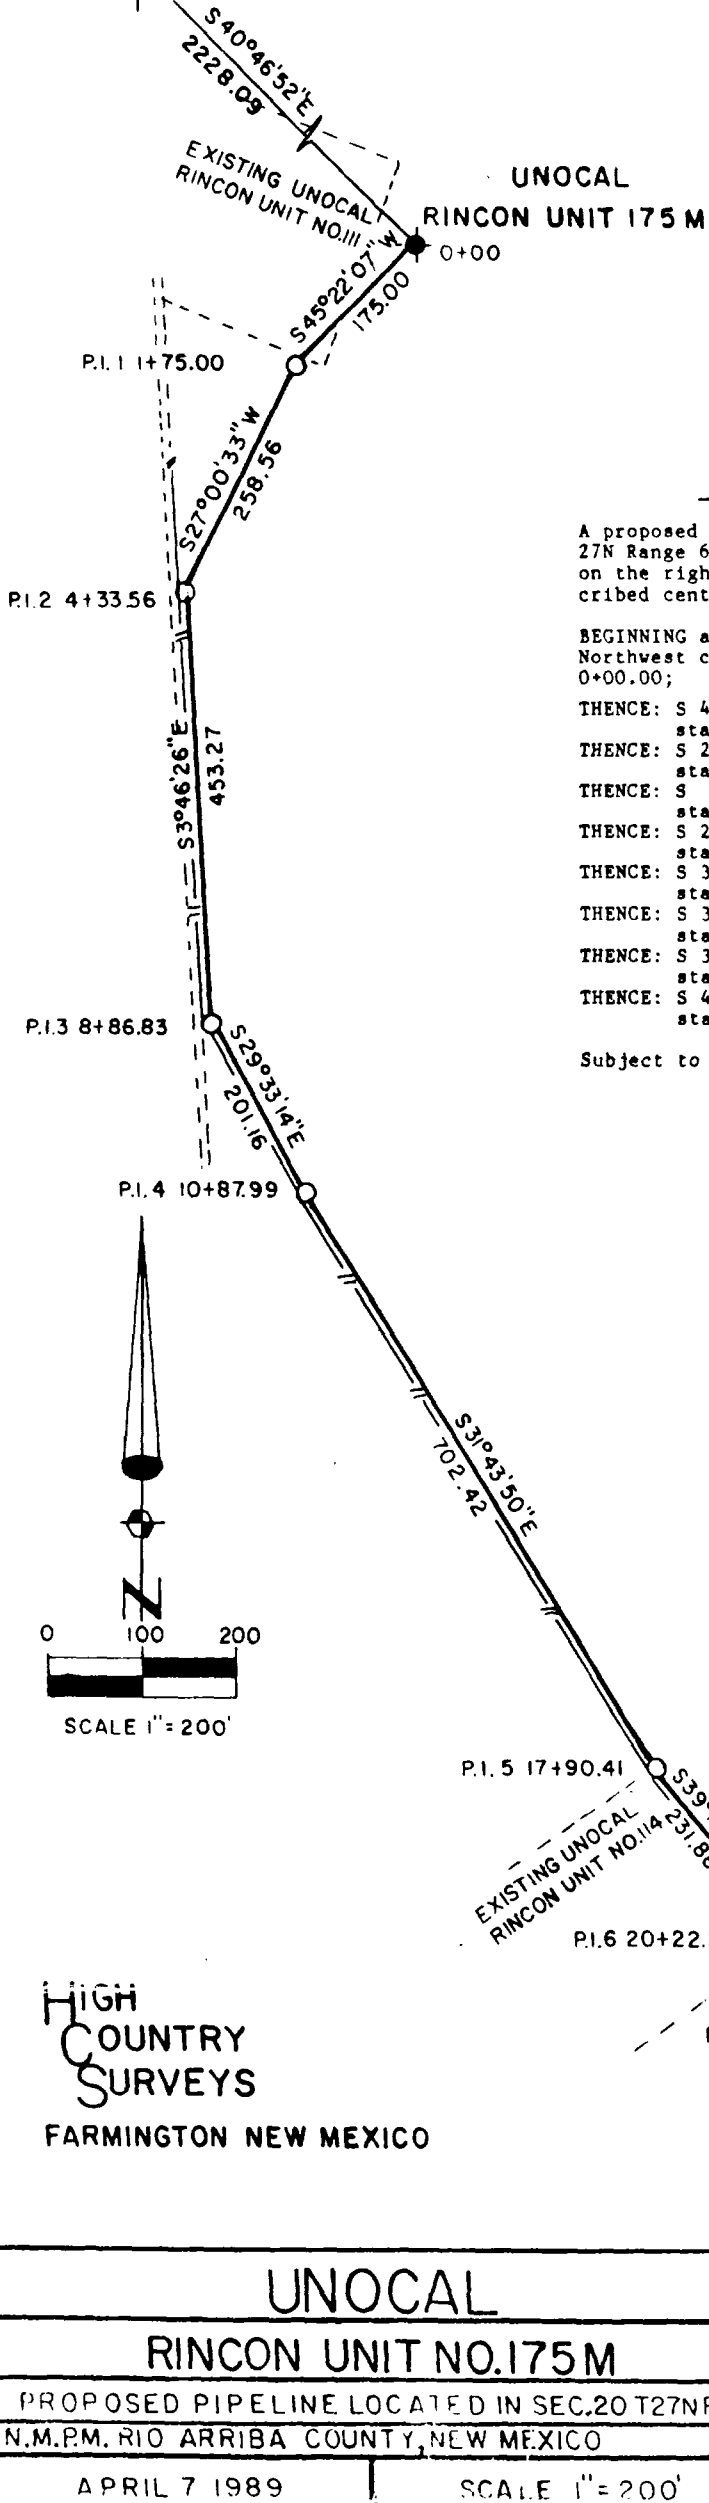 S40°46'52"E
2228.09
EXISTING UNOCAL
RINCON UNIT NO.111
UNOCAL
RINCON UNIT 175 M
0+00
S45°22'07"W
175.00
P.I. 1 1+75.00
S27°00'33"W
258.56
A proposed
27N Range 6
on the righ
cribed cent
P.I.2 4+33.56
BEGINNING a
Northwest c
0+00.00;
THENCE: S 4
sta
THENCE: S 2
sta
THENCE: S
sta
THENCE: S 2
sta
THENCE: S 3
sta
THENCE: S 3
sta
THENCE: S 3
sta
THENCE: S 4
sta
Subject to
S3°46'26"E
453.27
P.I.3 8+86.83
S29°33'14"E
201.16
P.I.4 10+87.99
S31°43'50"E
702.42
N
0 100 200
SCALE 1"=200'
P.I. 5 17+90.41
S39°
231.8
EXISTING UNOCAL
RINCON UNIT NO.114
P.I.6 20+22.
HIGH
COUNTRY
SURVEYS
FARMINGTON NEW MEXICO
UNOCAL
RINCON UNIT NO.175M
PROPOSED PIPELINE LOCATED IN SEC.20 T27N
N.M.P.M. RIO ARRIBA COUNTY, NEW MEXICO
APRIL 7 1989
SCALE 1"=200'